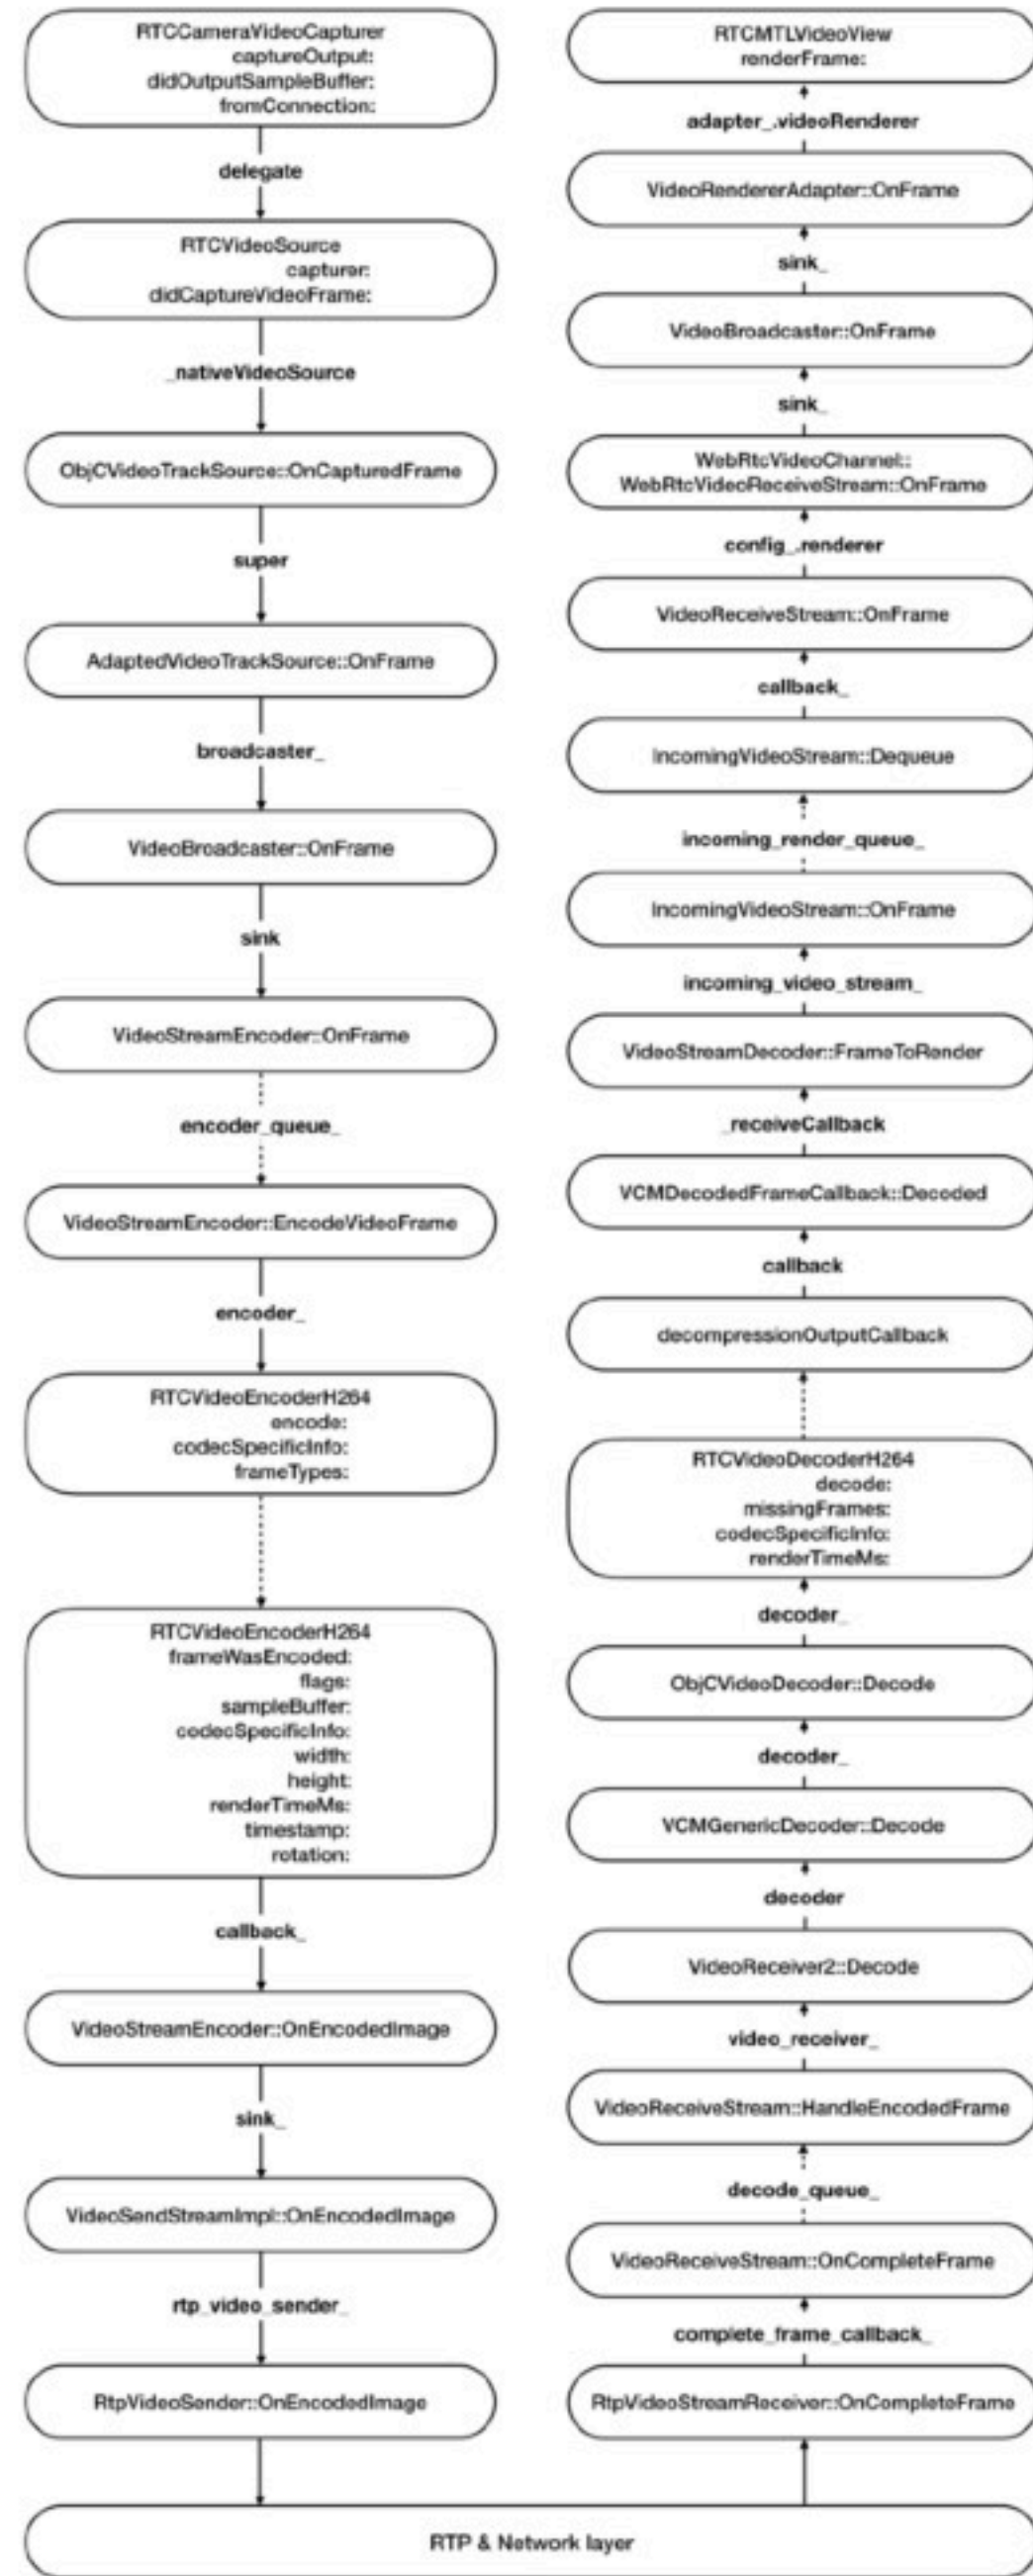 RTCCameraVideoCapturer
captureOutput:
didOutputSampleBuffer:
fromConnection:
delegate
RTCVideoSource
capturer:
didCaptureVideoFrame:
_nativeVideoSource
ObjCVideoTrackSource::OnCapturedFrame
super
AdaptedVideoTrackSource::OnFrame
broadcaster_
VideoBroadcaster::OnFrame
sink
VideoStreamEncoder::OnFrame
encoder_queue_
VideoStreamEncoder::EncodeVideoFrame
encoder_
RTCVideoEncoderH264
encode:
codecSpecificInfo:
frameTypes:
RTCVideoEncoderH264
frameWasEncoded:
flags:
sampleBuffer:
codecSpecificInfo:
width:
height:
renderTimeMs:
timestamp:
rotation:
callback_
VideoStreamEncoder::OnEncodedImage
sink_
VideoSendStreamImpl::OnEncodedImage
rtp_video_sender_
RtpVideoSender::OnEncodedImage
RTCMTLVideoView
renderFrame:
adapter_.videoRenderer
VideoRendererAdapter::OnFrame
sink_
VideoBroadcaster::OnFrame
sink_
WebRtcVideoChannel::
WebRtcVideoReceiveStream::OnFrame
config_.renderer
VideoReceiveStream::OnFrame
callback_
IncomingVideoStream::Dequeue
incoming_render_queue_
IncomingVideoStream::OnFrame
incoming_video_stream_
VideoStreamDecoder::FrameToRender
_receiveCallback
VCMDecodedFrameCallback::Decoded
callback
decompressionOutputCallback
RTCVideoDecoderH264
decode:
missingFrames:
codecSpecificInfo:
renderTimeMs:
decoder_
ObjCVideoDecoder::Decode
decoder_
VCMGenericDecoder::Decode
decoder
VideoReceiver2::Decode
video_receiver_
VideoReceiveStream::HandleEncodedFrame
decode_queue_
VideoReceiveStream::OnCompleteFrame
complete_frame_callback_
RtpVideoStreamReceiver::OnCompleteFrame
RTP & Network layer